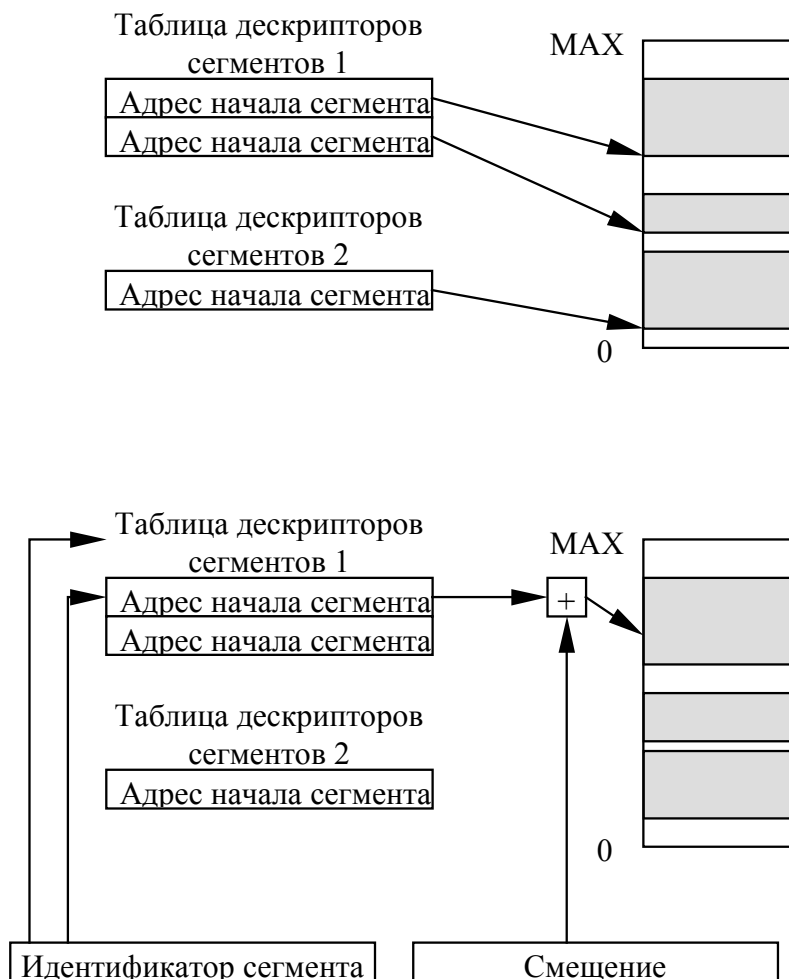 Таблица дескрипторов
сегментов 1
MAX
Адрес начала сегмента
Адрес начала сегмента
Таблица дескрипторов
сегментов 2
Адрес начала сегмента
0
Таблица дескрипторов
сегментов 1
MAX
Адрес начала сегмента
+
Адрес начала сегмента
Таблица дескрипторов
сегментов 2
Адрес начала сегмента
0
Идентификатор сегмента
Смещение